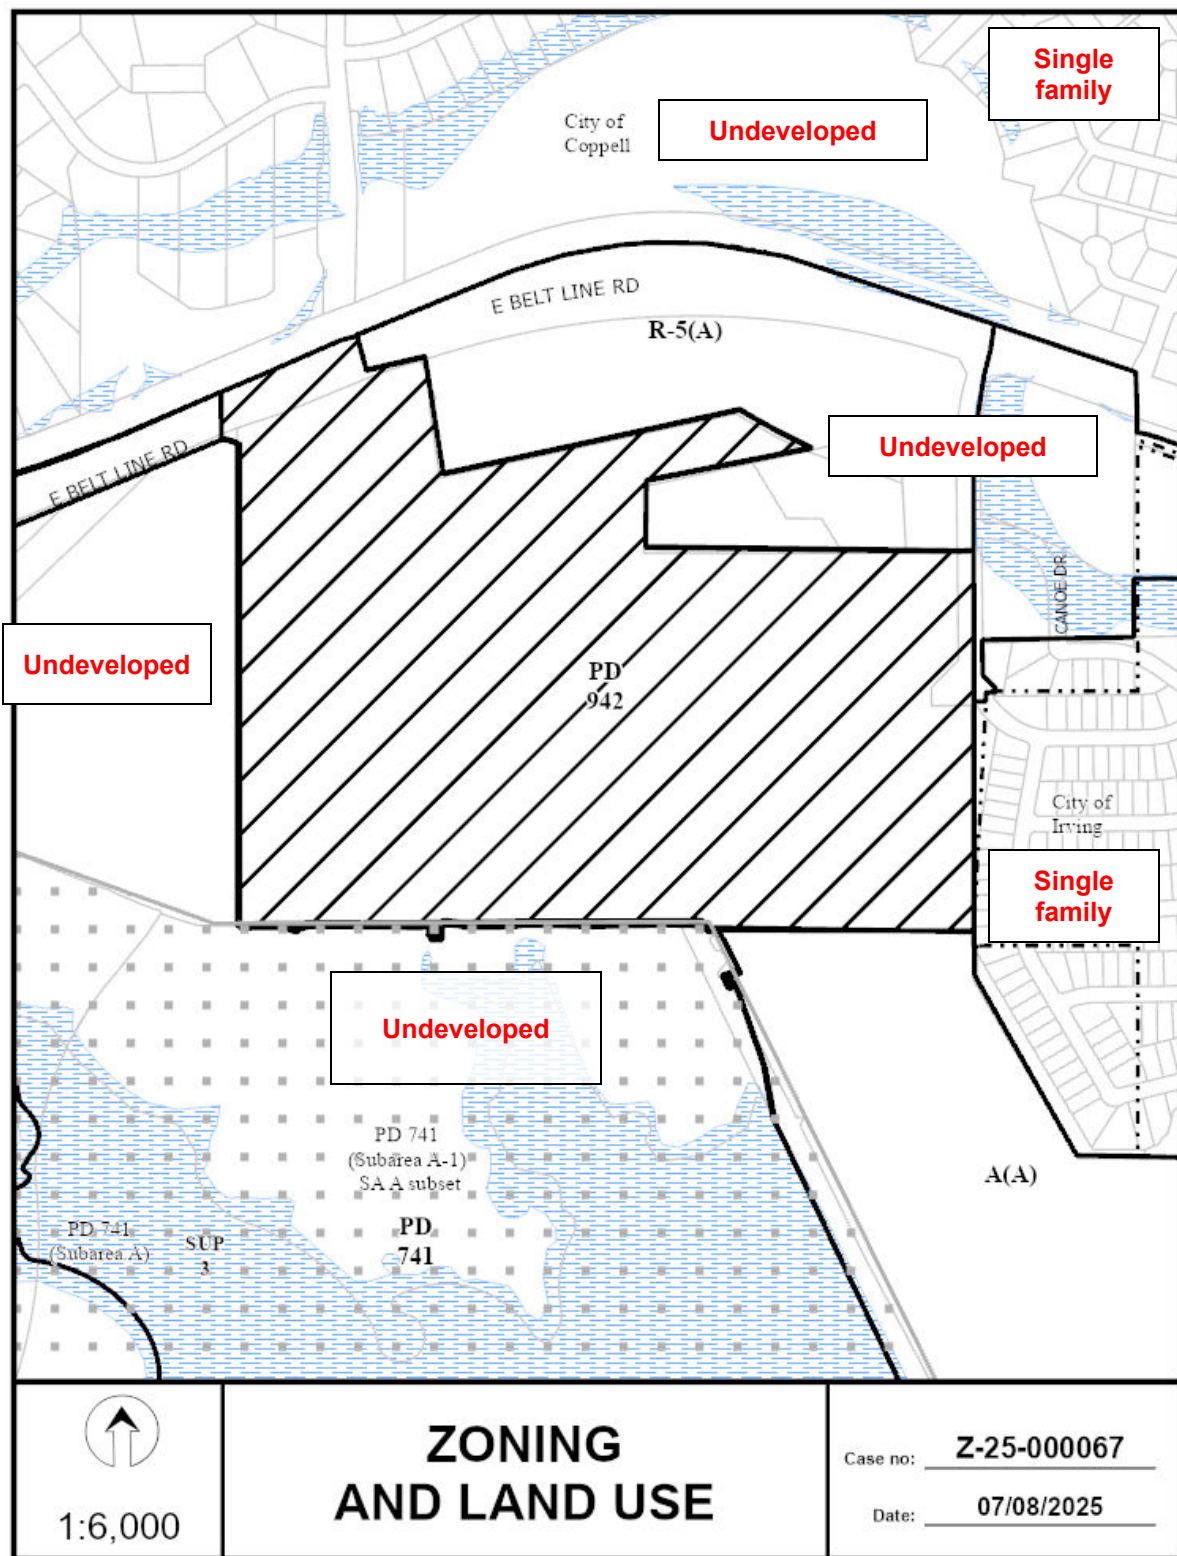 Single
family
City of
Coppell
Undeveloped
E BELT LINE RD
R-5(A)
Undeveloped
E BELT LINE RD
CANOE DR
Undeveloped
PD
942
City of
Irving
Single
family
Undeveloped
PD 741
(Subarea A-1)
SA A subset
A(A)
PD 741
(Subarea A)
SUP
3
PD
741
1:6,000
ZONING
AND LAND USE
Case no: Z-25-000067
Date: 07/08/2025